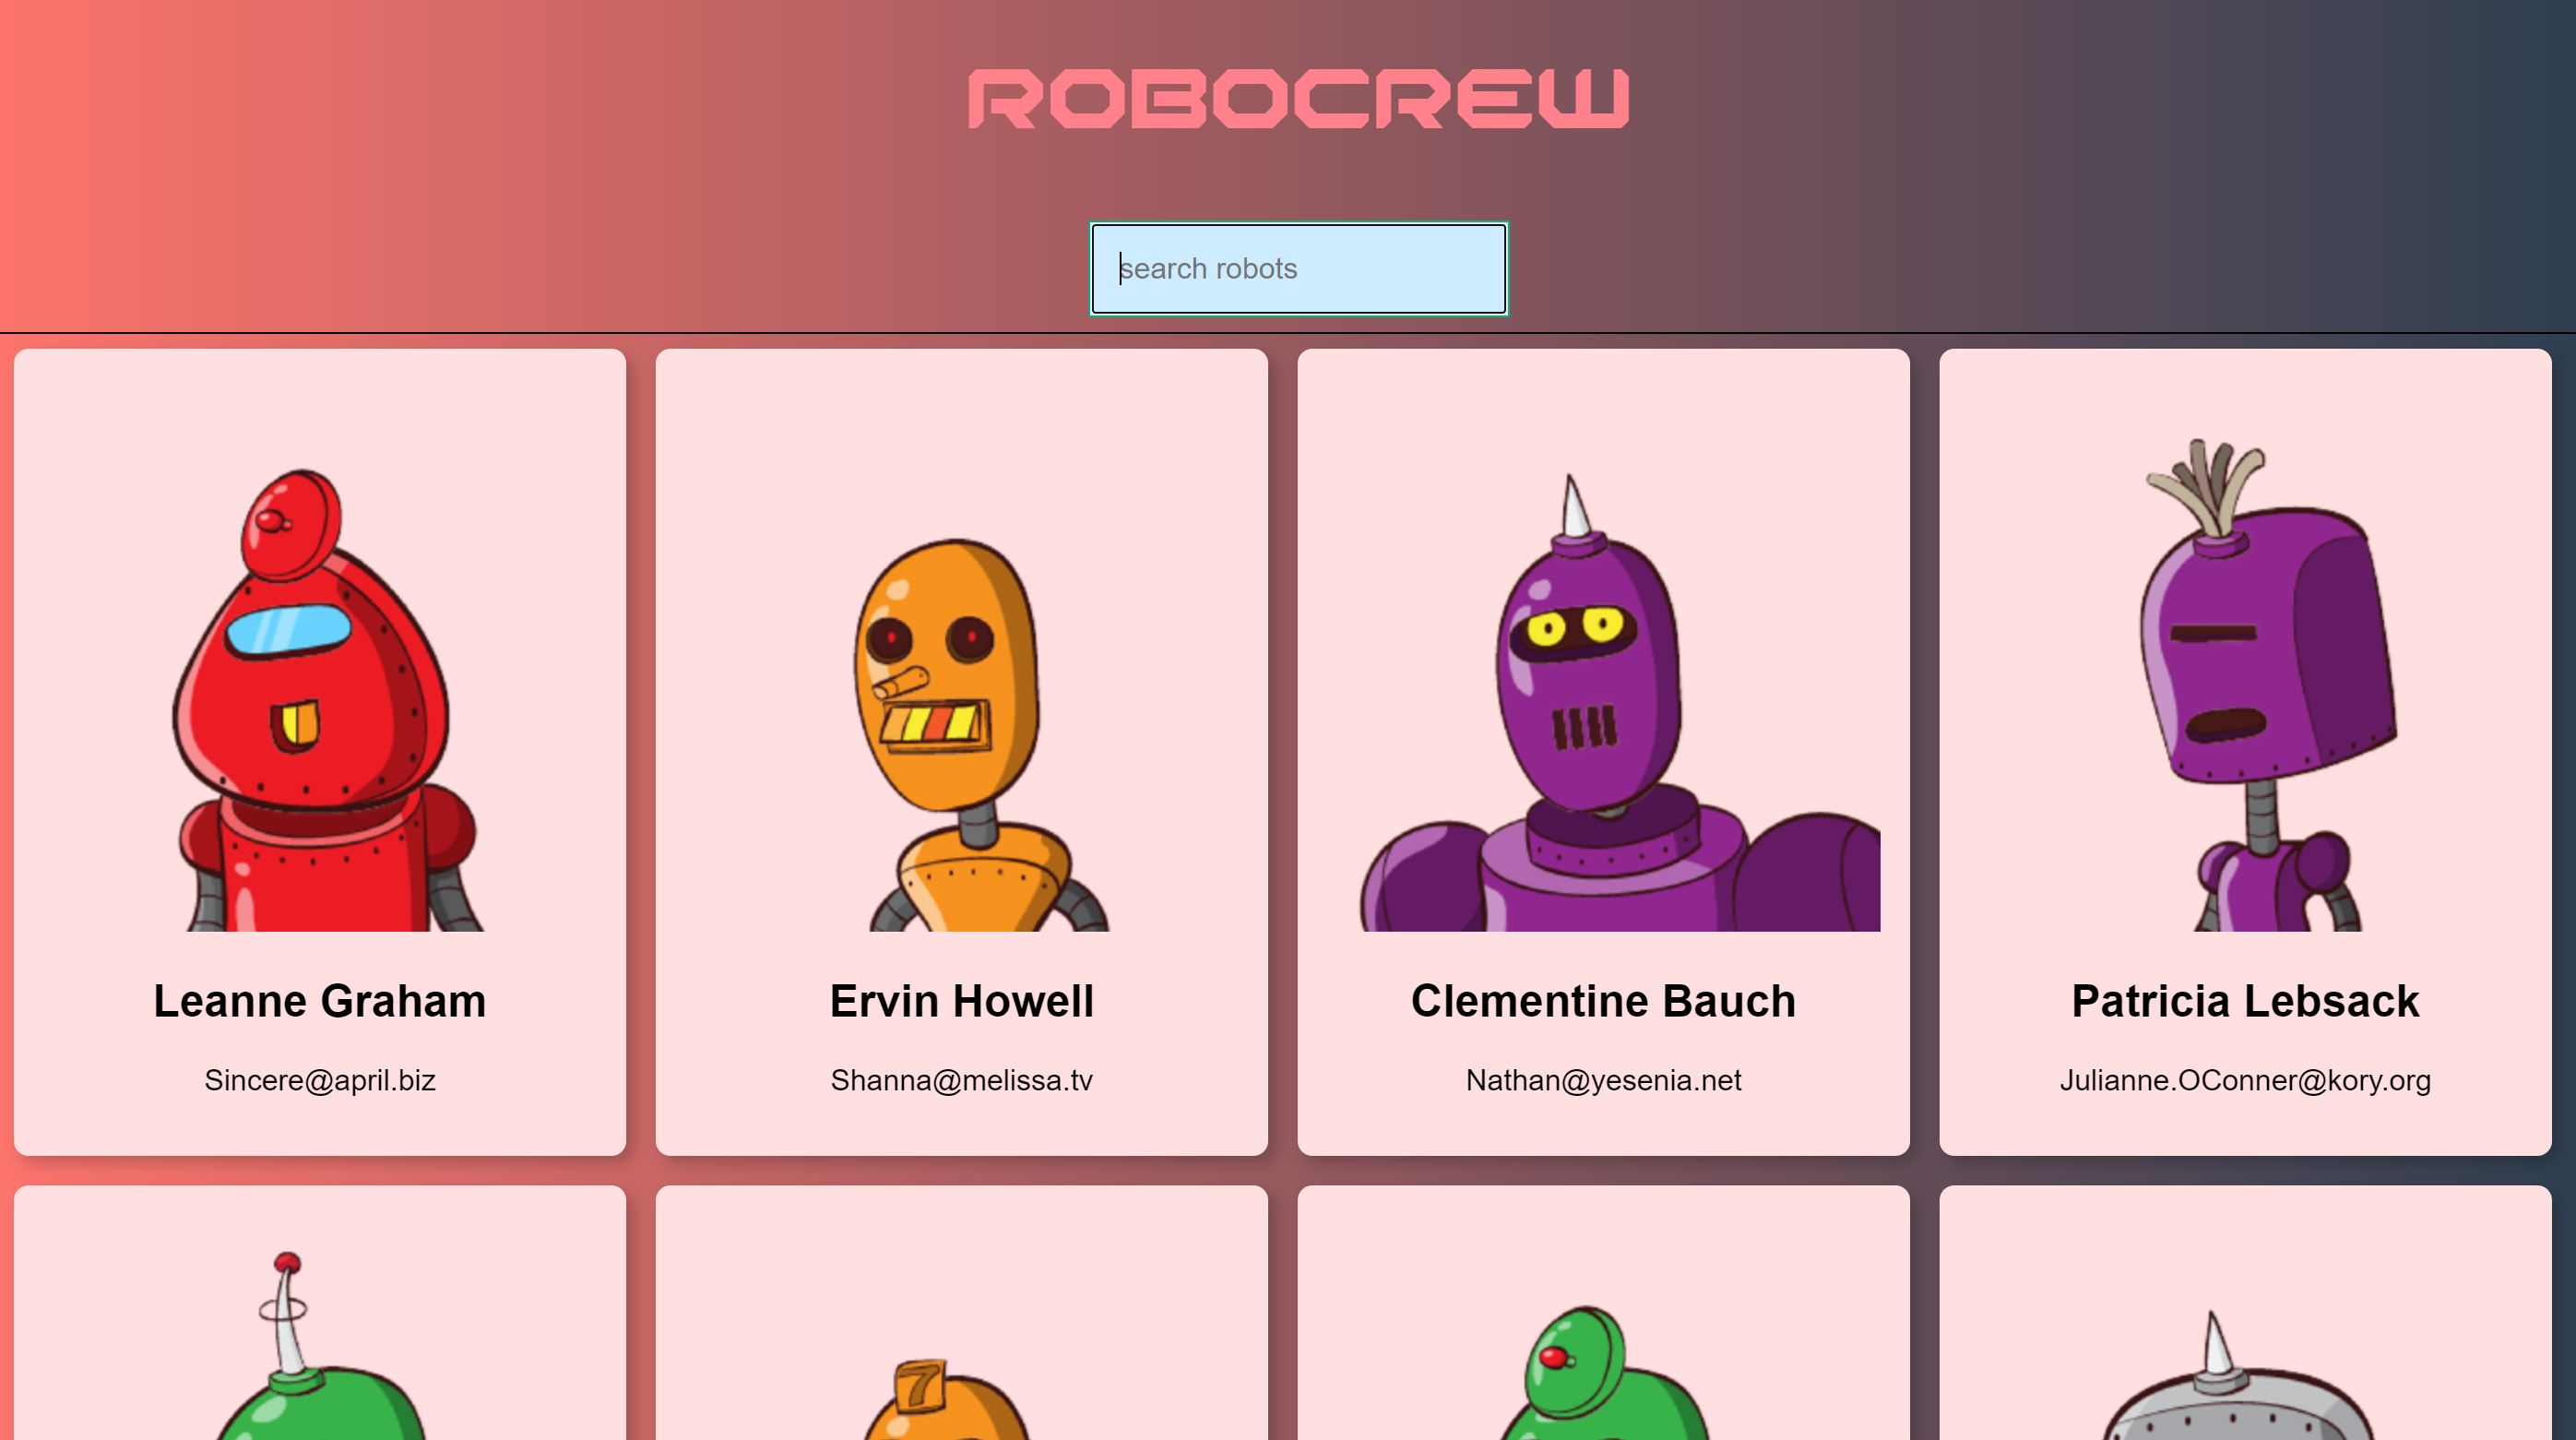 ROBOCREW
search robots
Leanne Graham
Sincere@april.biz
Ervin Howell
Shanna@melissa.tv
Clementine Bauch
Nathan@yesenia.net
Patricia Lebsack
Julianne.OConner@kory.org
7